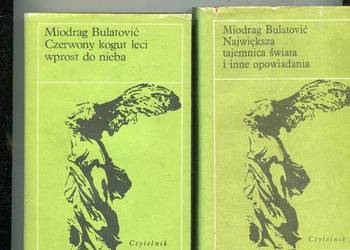 Miodrag Bulatović
Czerwony kogut leci
wprost do nieba
Czytelnik
Miodrag Bulatović
Największa
tajemnica świata
i inne opowiadania
Czytelnik